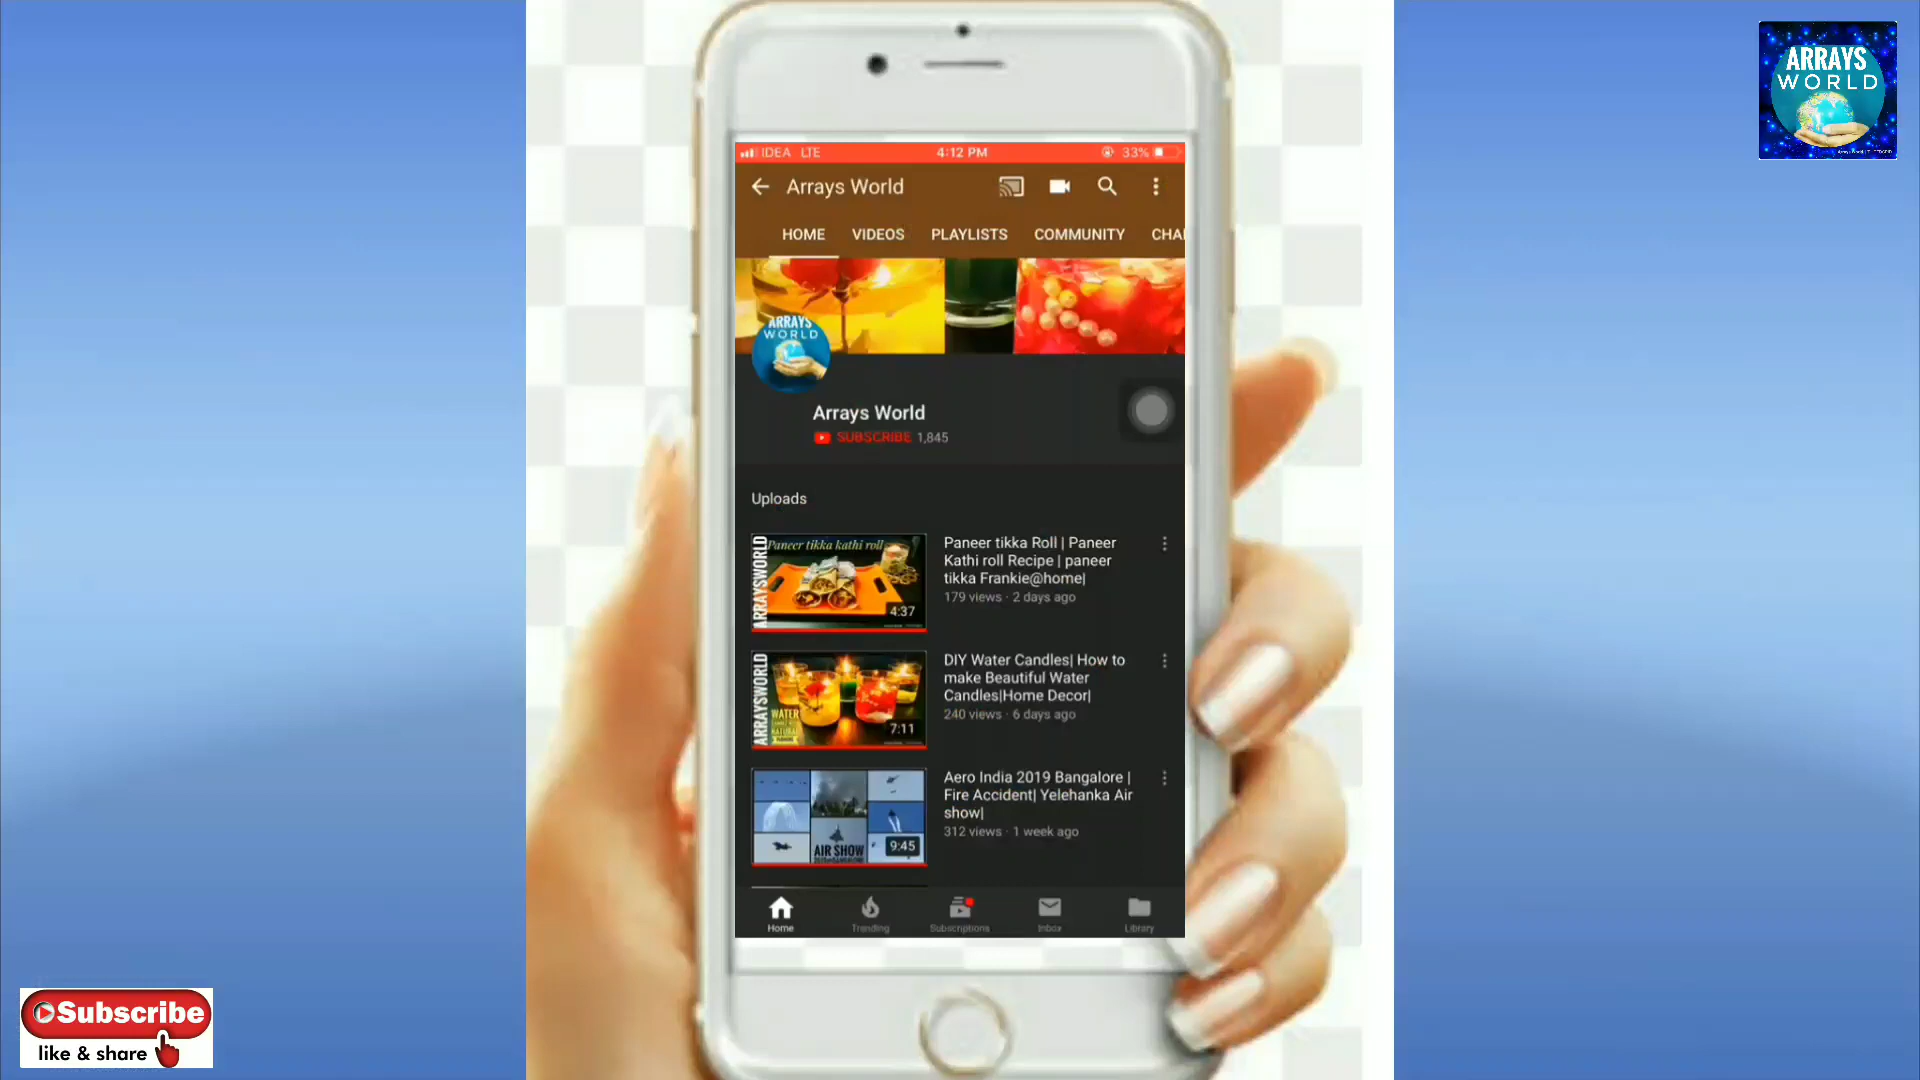 ARRAYS
WORLD
IDEA LTE
4:12 PM
33%
Arrays World
HOME VIDEOS PLAYLISTS COMMUNITY CHA
ARRAYS
WORLD
Arrays World
SUBSCRIBE 1,845
Uploads
Paneer tikka kathi roll
ARRAYSWORLD
4:37
Paneer tikka Roll | Paneer
Kathi roll Recipe | paneer
tikka Frankie@home|
179 views · 2 days ago
ARRAYSWORLD
WATER
7:11
DIY Water Candles| How to
make Beautiful Water
Candles|Home Decor|
240 views · 6 days ago
AIR SHOW
9:45
Aero India 2019 Bangalore |
Fire Accident| Yelehanka Air
show|
312 views · 1 week ago
Home Trending Subscriptions Inbox Library
Subscribe
like & share